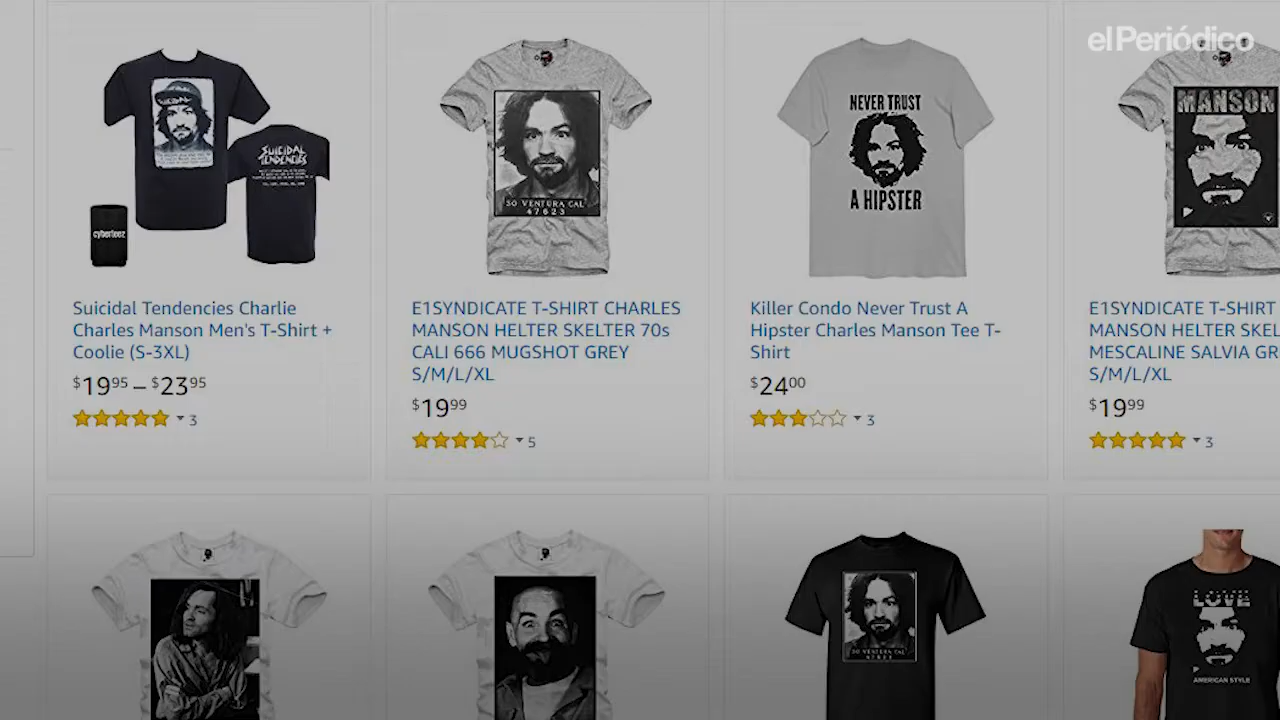 elPeriódico
SUICIDAL
SUICIDAL
TENDENCIES
cyberteez
SO VENTURA CAL
47623
NEVER TRUST
A HIPSTER
MANSON
Suicidal Tendencies Charlie
Charles Manson Men's T-Shirt +
Coolie (S-3XL)
$19.95 – $23.95
3
E1SYNDICATE T-SHIRT CHARLES
MANSON HELTER SKELTER 70s
CALI 666 MUGSHOT GREY
S/M/L/XL
$19.99
5
Killer Condo Never Trust A
Hipster Charles Manson Tee T-
Shirt
$24.00
3
E1SYNDICATE T-SHIRT
MANSON HELTER SKEL
MESCALINE SALVIA GR
S/M/L/XL
$19.99
3
SO VENTURA CAL
LOVE
AMERICAN STYLE